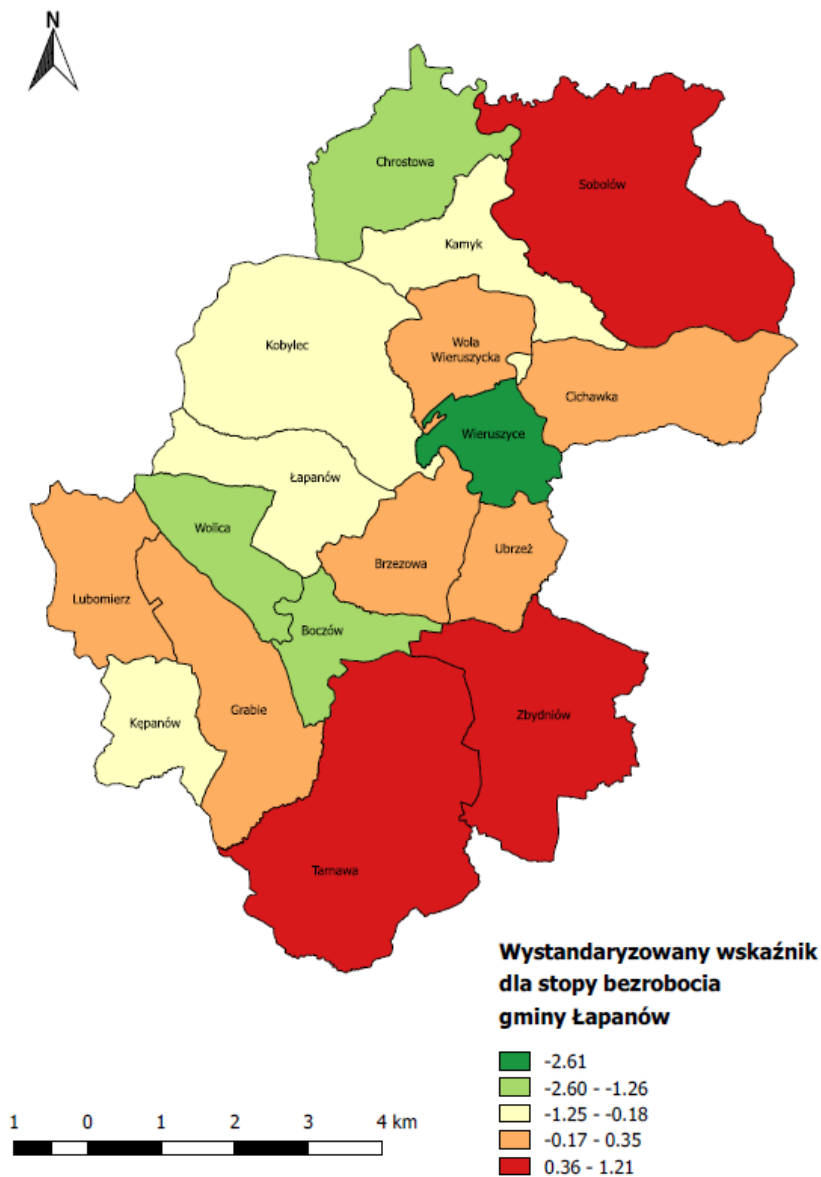 N
Chrostowa
Sobolów
Kamyk
Kobylec
Wola
Wieruszycka
Cichawka
Wieruszyce
Łapanów
Wolica
Ubrzeż
Brzezowa
Lubomierz
Boczów
Grabie
Zbydniów
Kępanów
Tarnawa
Wystandaryzowany wskaźnik
dla stopy bezrobocia
gminy Łapanów
-2.61
-2.60 - -1.26
-1.25 - -0.18
-0.17 - 0.35
0.36 - 1.21
1 0 1 2 3 4 km